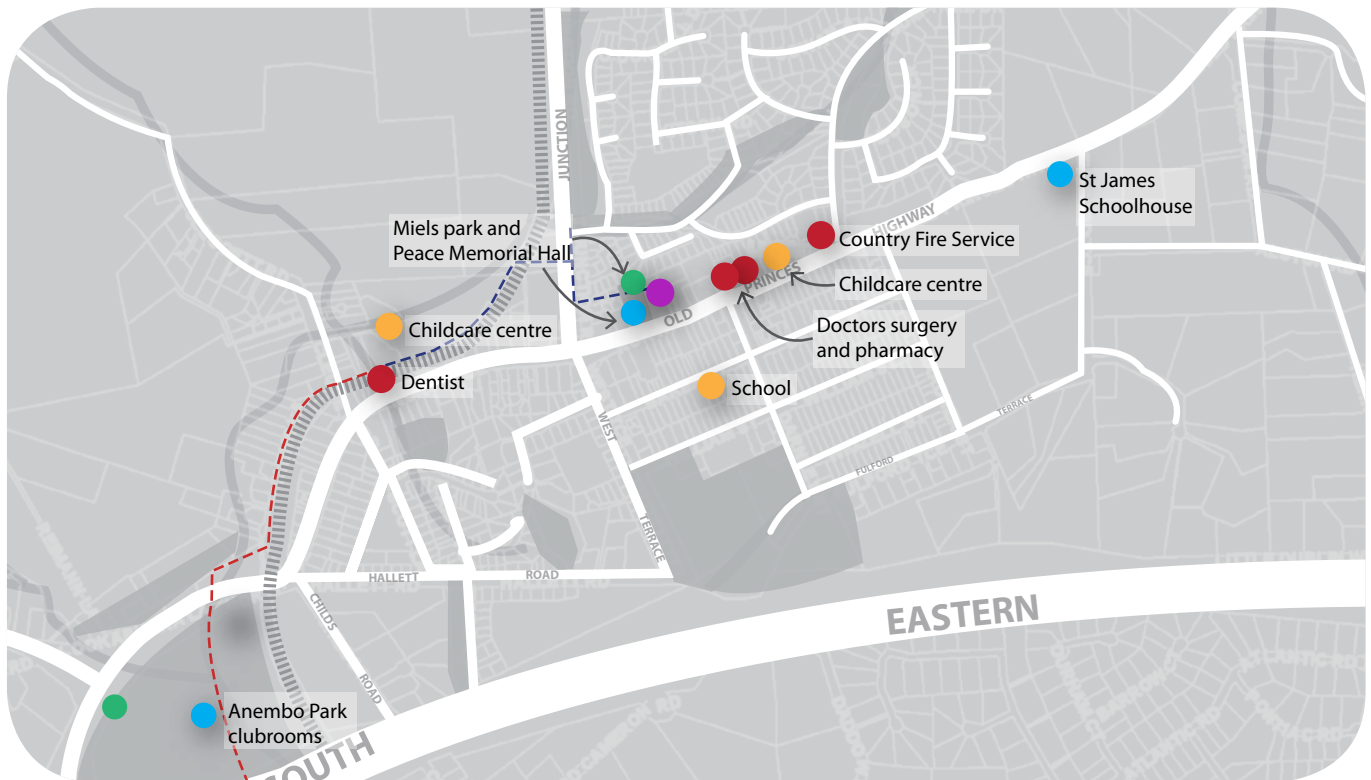 JUNCTION
St James
Schoolhouse
HIGHWAY
Miels park and
Peace Memorial Hall
Country Fire Service
PRINCES
Childcare centre
OLD
Childcare centre
Doctors surgery
and pharmacy
Dentist
School
TERRACE
WEST
FULFORD
TERRACE
HALLETT
ROAD
CHILDS
ROAD
EASTERN
Anembo Park
clubrooms
SOUTH